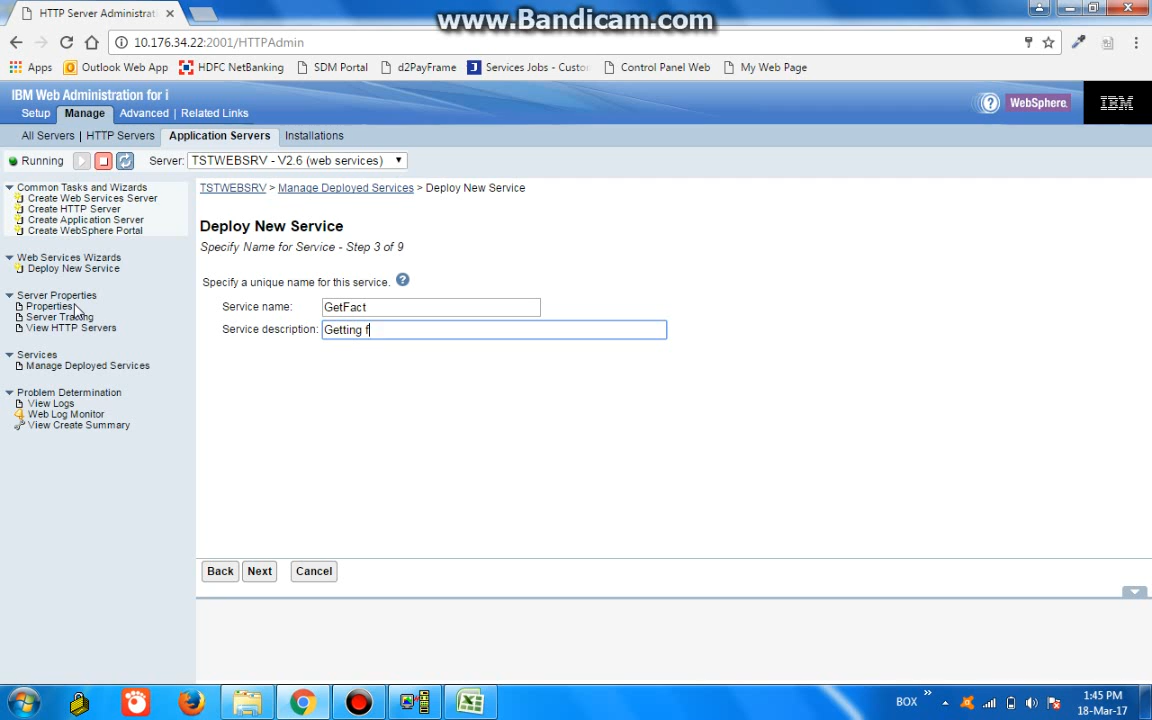 www.Bandicam.com
HTTP Server Administrati
10.176.34.22:2001/HTTPAdmin
Apps Outlook Web App HDFC NetBanking SDM Portal d2PayFrame Services Jobs - Custo Control Panel Web My Web Page
IBM Web Administration for i
WebSphere. IBM
Setup Manage Advanced | Related Links
All Servers | HTTP Servers Application Servers Installations
Running Server: TSTWEBSRV - V2.6 (web services)
Common Tasks and Wizards
Create Web Services Server
Create HTTP Server
Create Application Server
Create WebSphere Portal
Web Services Wizards
Deploy New Service
Server Properties
Properties
Server Tracing
View HTTP Servers
Services
Manage Deployed Services
Problem Determination
View Logs
Web Log Monitor
View Create Summary
TSTWEBSRV > Manage Deployed Services > Deploy New Service
Deploy New Service
Specify Name for Service - Step 3 of 9
Specify a unique name for this service.
Service name: GetFact
Service description: Getting f
Back Next Cancel
BOX » 1:45 PM
18-Mar-17